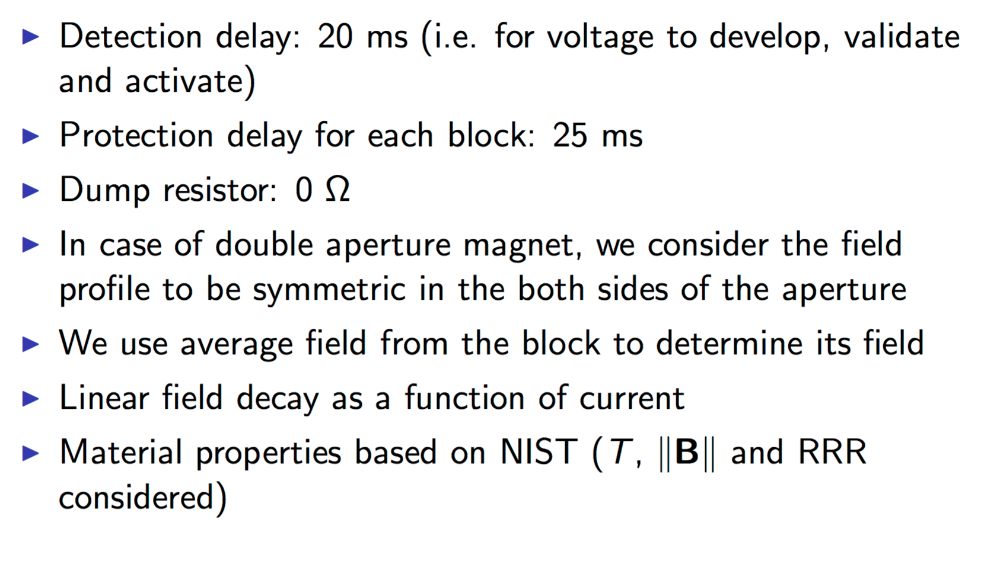 ▶ Detection delay: 20 ms (i.e. for voltage to develop, validate
and activate)
▶ Protection delay for each block: 25 ms
▶ Dump resistor: 0 Ω
▶ In case of double aperture magnet, we consider the field
profile to be symmetric in the both sides of the aperture
▶ We use average field from the block to determine its field
▶ Linear field decay as a function of current
▶ Material properties based on NIST (T, ‖B‖ and RRR
considered)